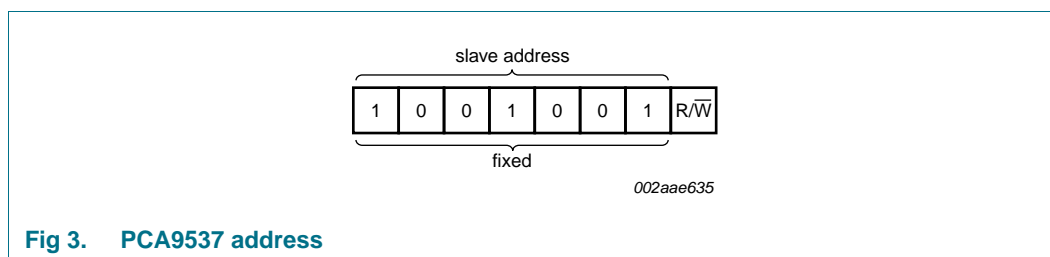 slave address
1 0 0 1 0 0 1 R/W̅
fixed
002aae635
Fig 3. PCA9537 address